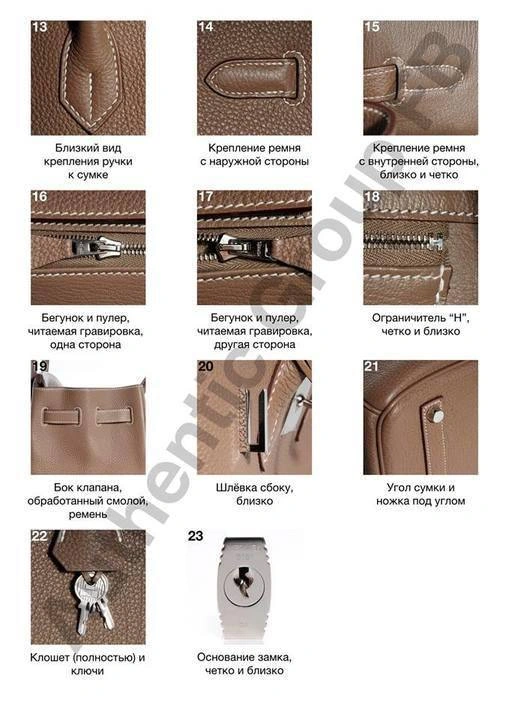 13
14
15
Близкий вид
крепления ручки
к сумке
Крепление ремня
с наружной стороны
Крепление ремня
с внутренней стороны,
близко и четко
16
17
18
Бегунок и пулер,
читаемая гравировка,
одна сторона
Бегунок и пулер,
читаемая гравировка,
другая сторона
Ограничитель “H”,
четко и близко
19
20
21
Бок клапана,
обработанный смолой,
ремень
Шлёвка сбоку,
близко
Угол сумки и
ножка под углом
22
23
Клошет (полностью) и
ключи
Основание замка,
четко и близко
Authentic Group PB